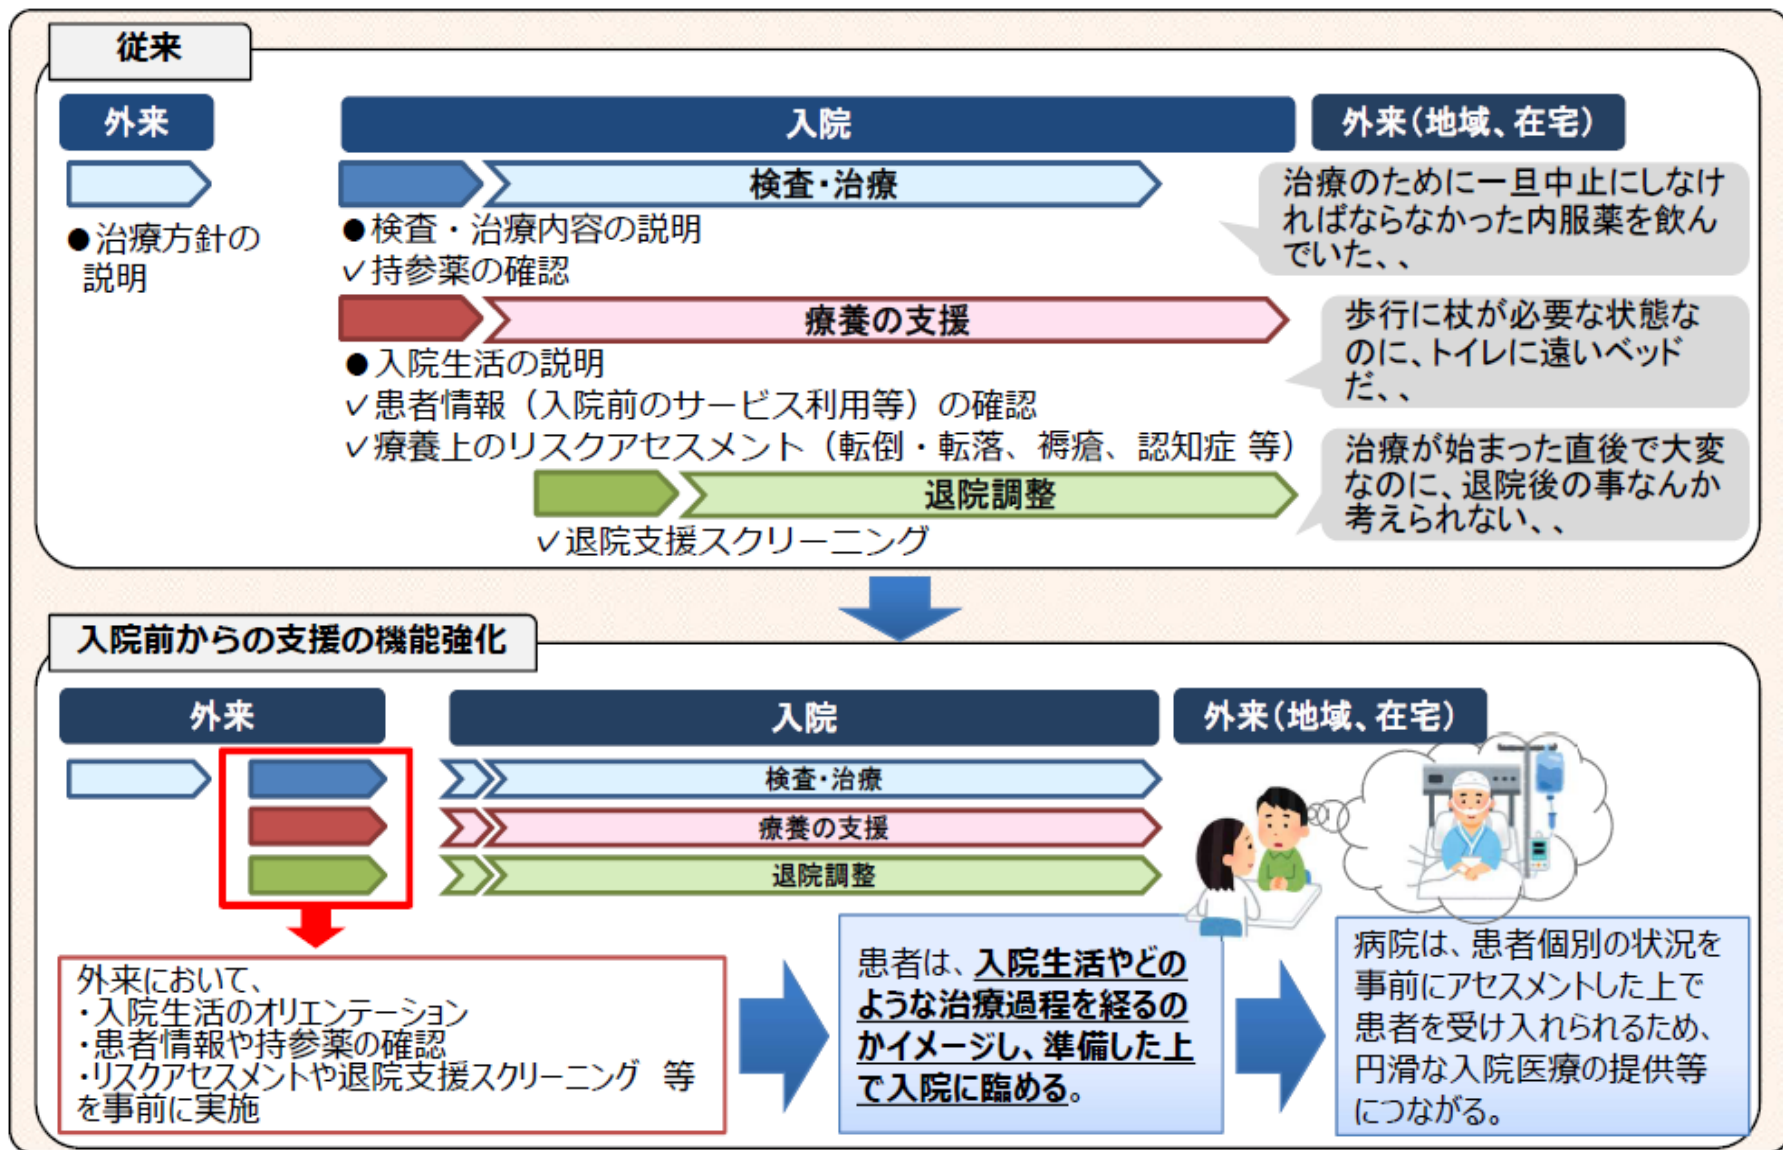 従来
外来
入院
外来（地域、在宅）
検査・治療
●治療方針の
説明
●検査・治療内容の説明
✓持参薬の確認
治療のために一旦中止にしなけ
ればならなかった内服薬を飲ん
でいた、、
療養の支援
●入院生活の説明
✓患者情報（入院前のサービス利用等）の確認
✓療養上のリスクアセスメント（転倒・転落、褥瘡、認知症 等）
歩行に杖が必要な状態な
のに、トイレに遠いベッド
だ、、
退院調整
✓退院支援スクリーニング
治療が始まった直後で大変
なのに、退院後の事なんか
考えられない、、
入院前からの支援の機能強化
外来
入院
外来（地域、在宅）
検査・治療
療養の支援
退院調整
外来において、
・入院生活のオリエンテーション
・患者情報や持参薬の確認
・リスクアセスメントや退院支援スクリーニング 等
を事前に実施
患者は、入院生活やどの
ような治療過程を経るの
かイメージし、準備した上
で入院に臨める。
病院は、患者個別の状況を
事前にアセスメントした上で
患者を受け入れられるため、
円滑な入院医療の提供等
につながる。